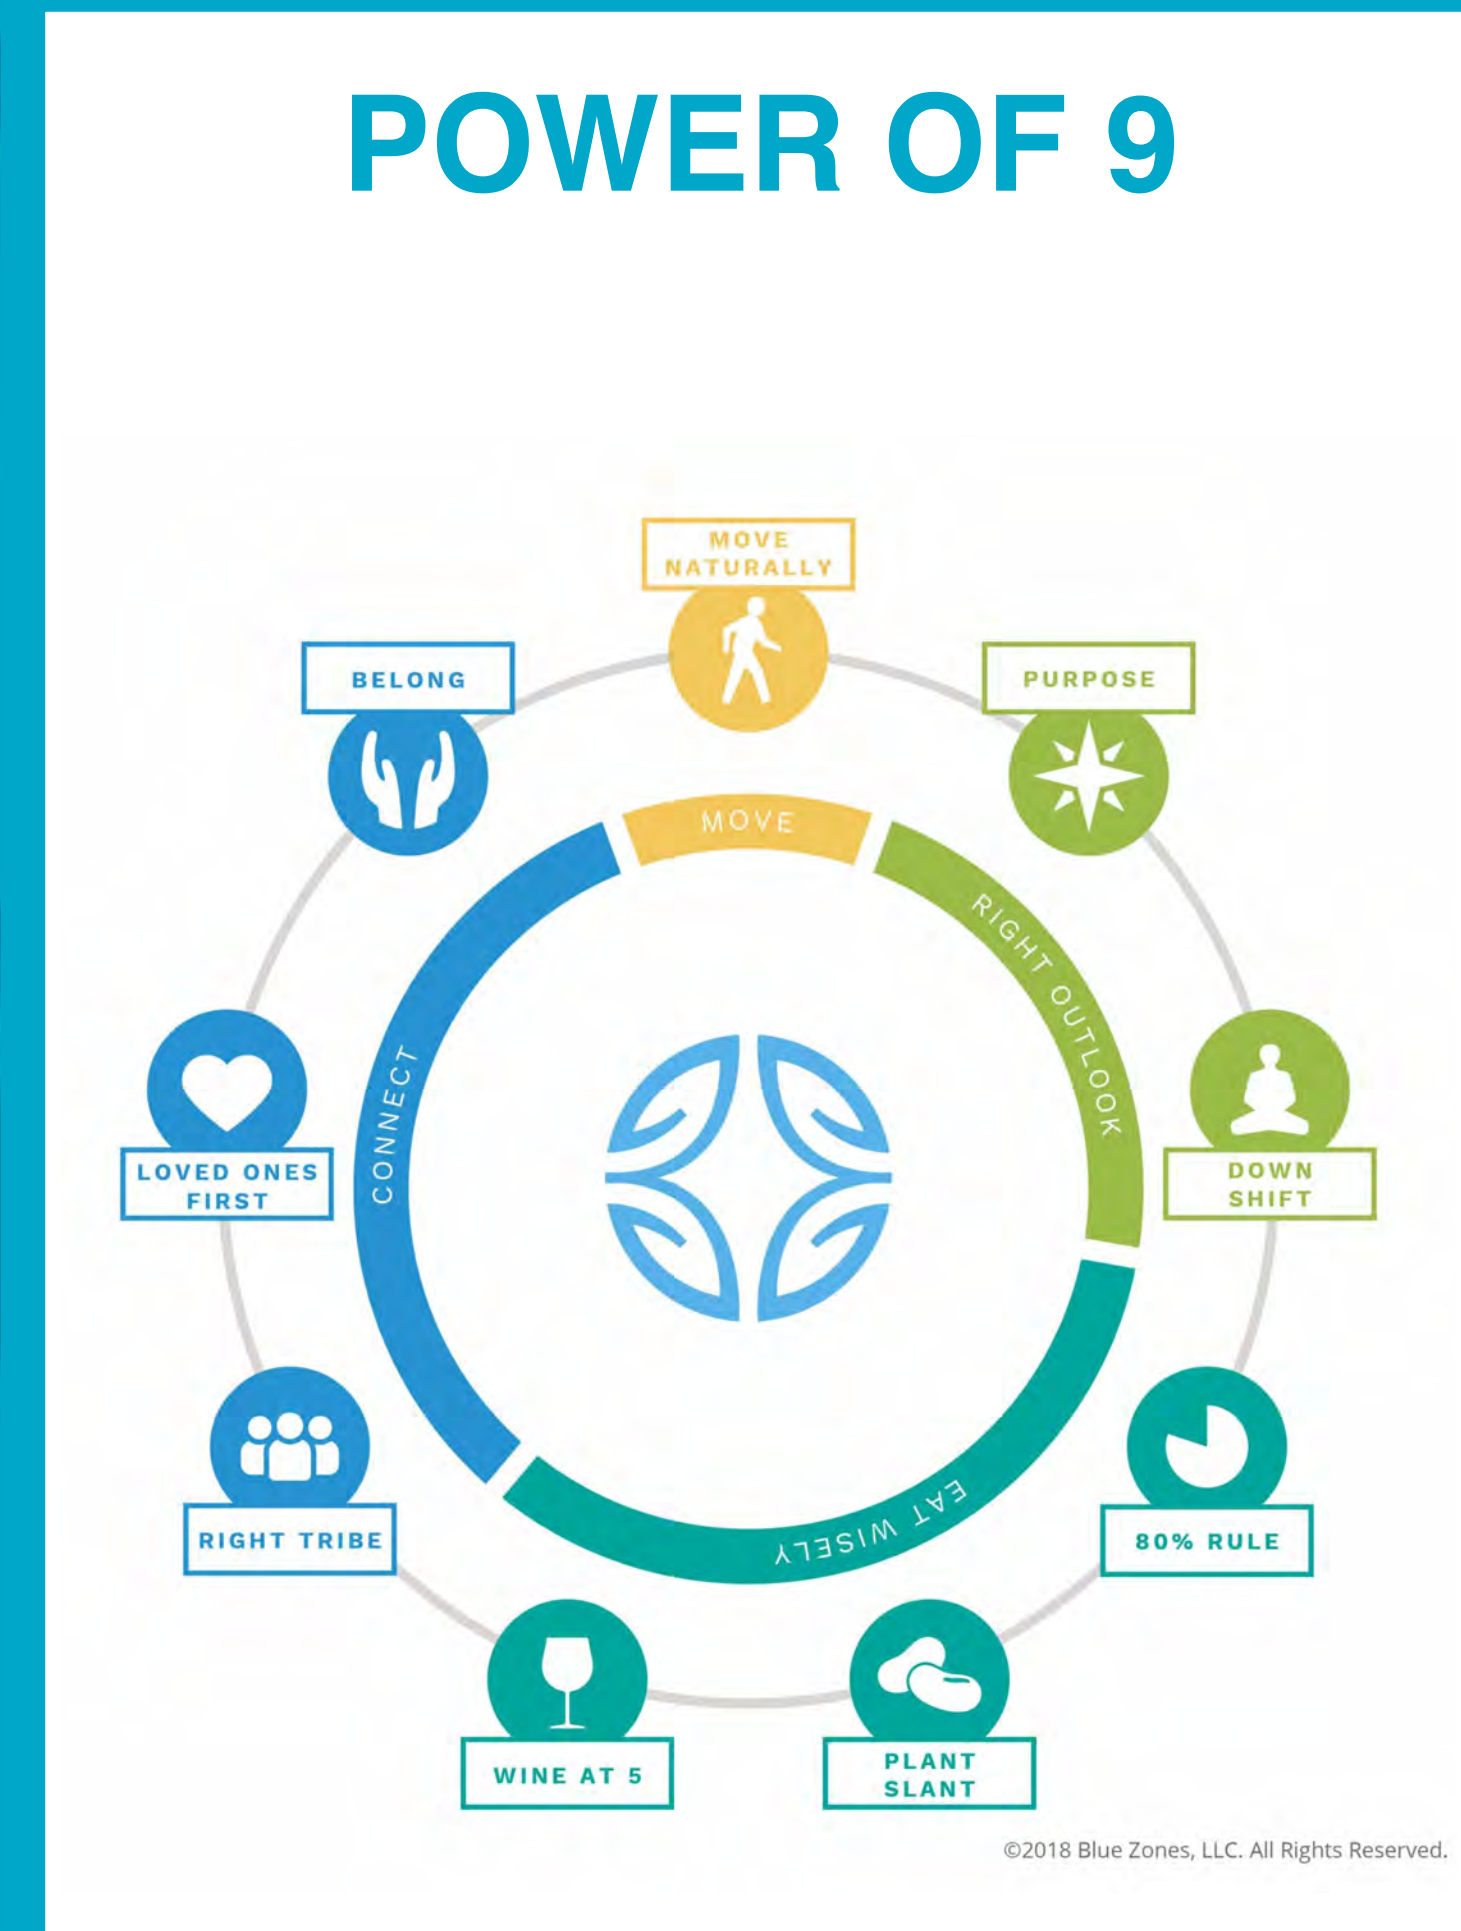 POWER OF 9
MOVE
NATURALLY
BELONG
PURPOSE
MOVE
RIGHT OUTLOOK
CONNECT
LOVED ONES
FIRST
DOWN
SHIFT
RIGHT TRIBE
80% RULE
EAT WISELY
WINE AT 5
PLANT
SLANT
©2018 Blue Zones, LLC. All Rights Reserved.